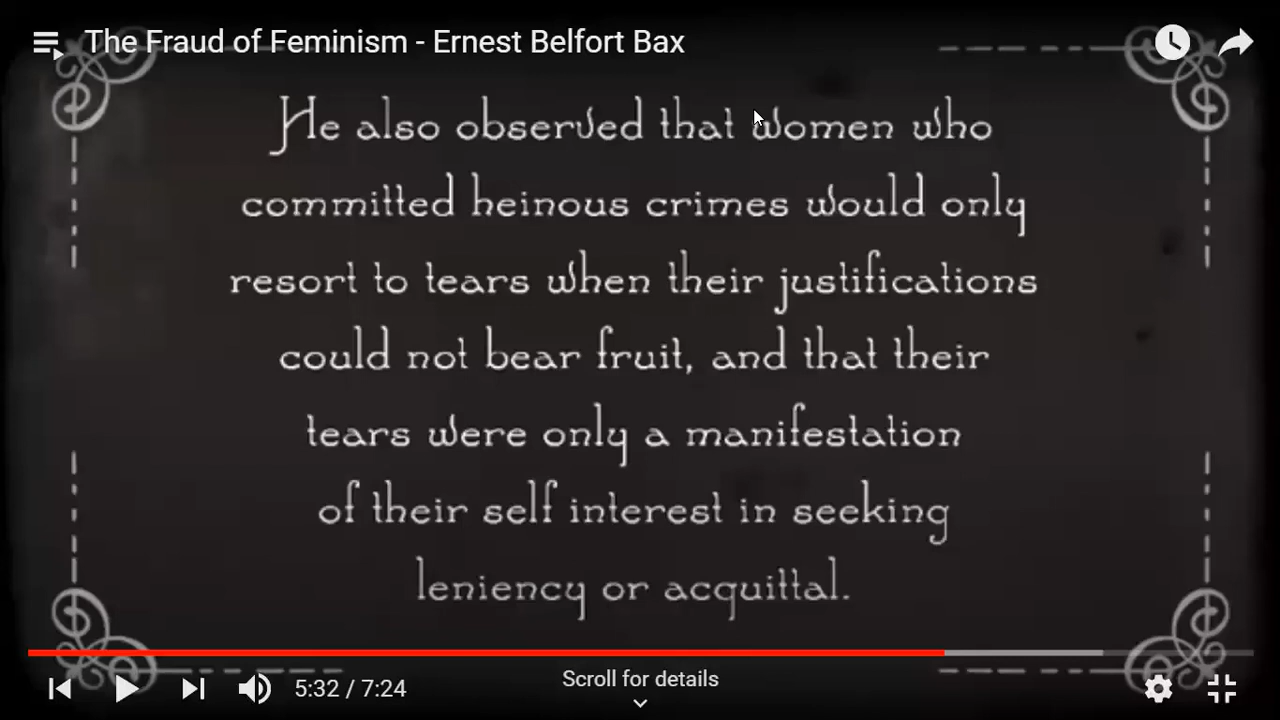 The Fraud of Feminism - Ernest Belfort Bax
He also observed that women who
committed heinous crimes would only
resort to tears when their justifications
could not bear fruit, and that their
tears were only a manifestation
of their self interest in seeking
leniency or acquittal.
5:32 / 7:24
Scroll for details